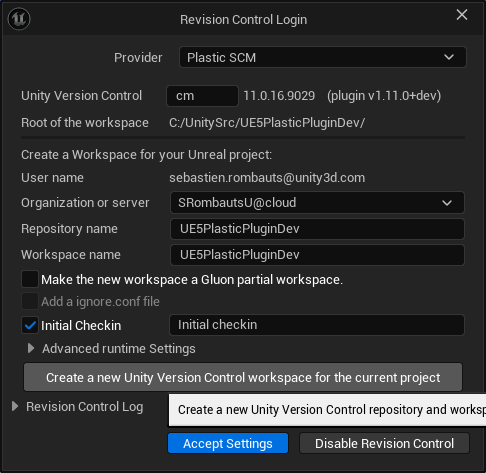 Revision Control Login
Provider Plastic SCM
Unity Version Control cm 11.0.16.9029 (plugin v1.11.0+dev)
Root of the workspace C:/UnitySrc/UE5PlasticPluginDev/
Create a Workspace for your Unreal project:
User name sebastien.rombauts@unity3d.com
Organization or server SRombautsU@cloud
Repository name UE5PlasticPluginDev
Workspace name UE5PlasticPluginDev
Make the new workspace a Gluon partial workspace.
Add a ignore.conf file
Initial Checkin Initial checkin
Advanced runtime Settings
Create a new Unity Version Control workspace for the current project
Revision Control Log
Create a new Unity Version Control repository and worksp
Accept Settings Disable Revision Control